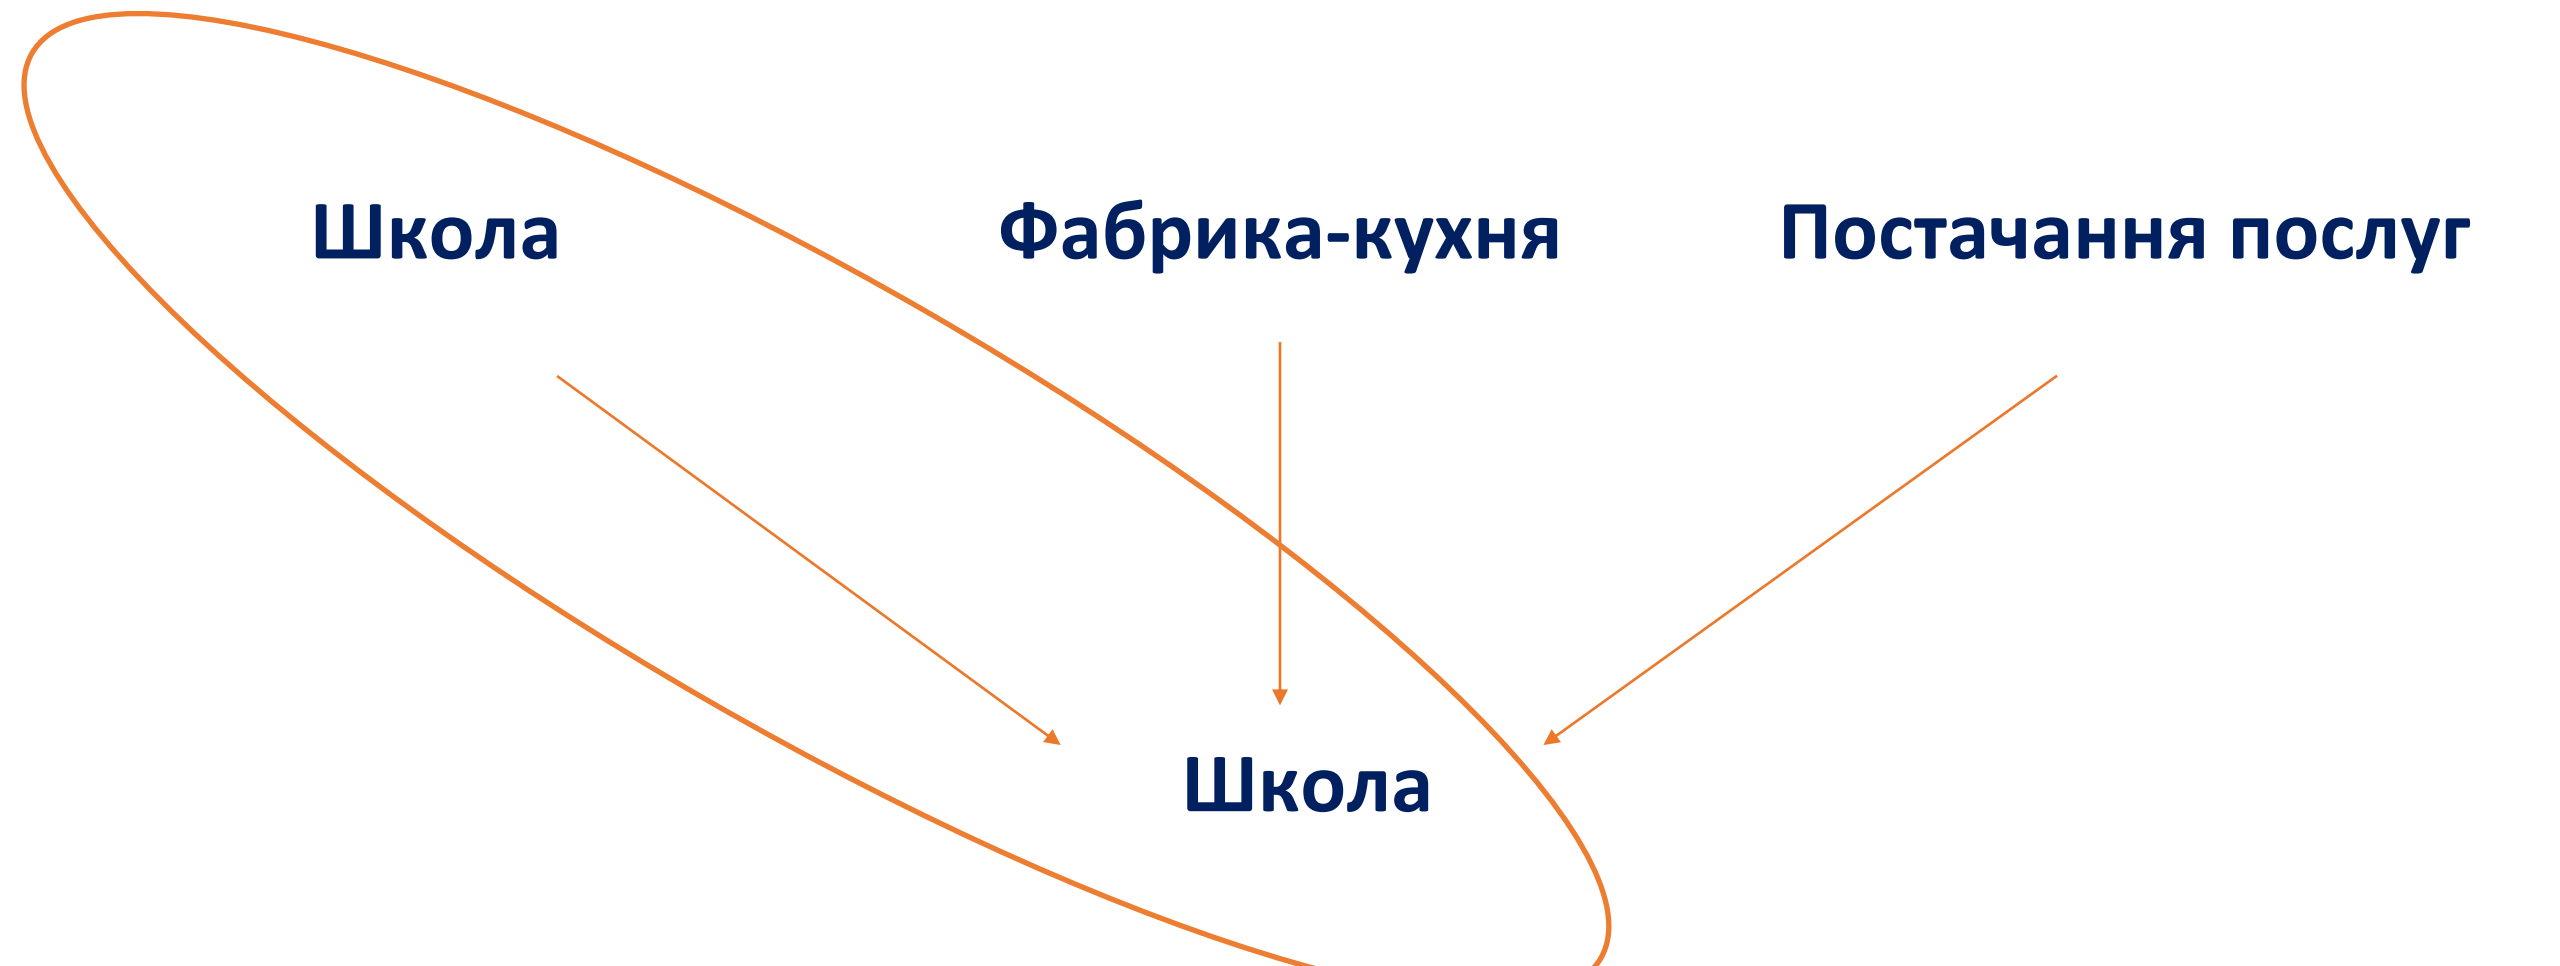 Школа
Фабрика-кухня
Постачання послуг
Школа